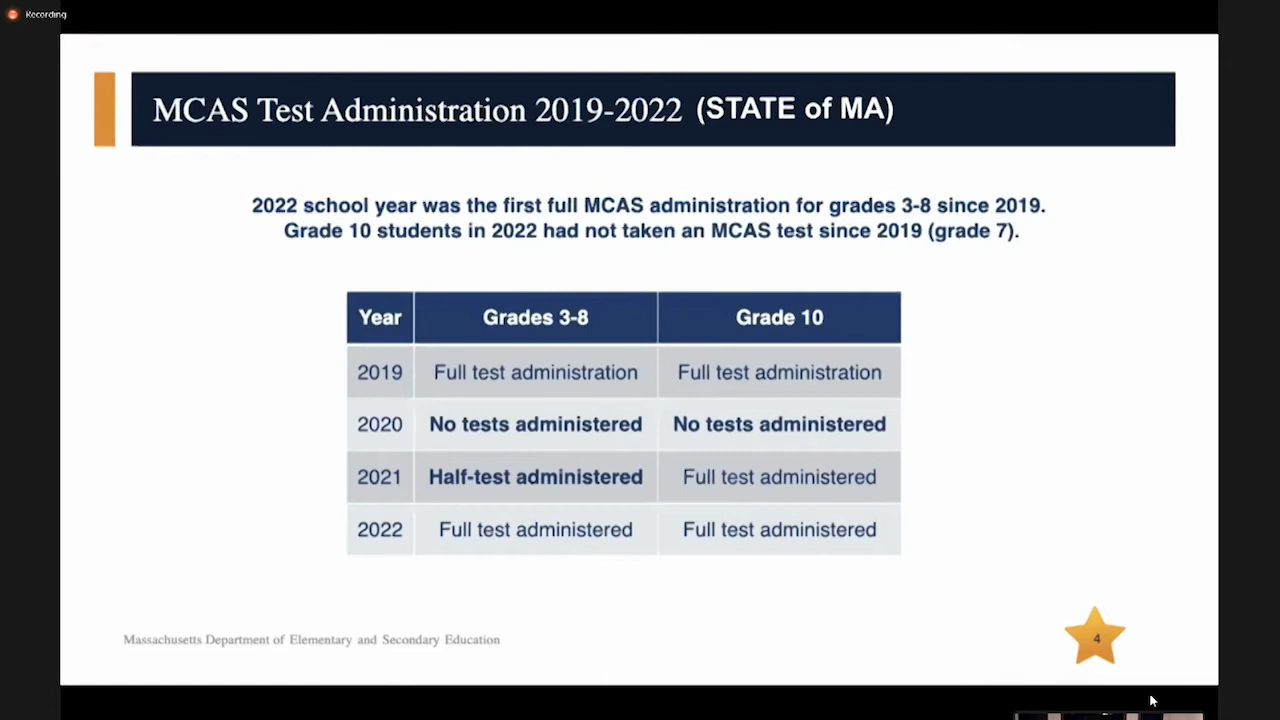 Recording
MCAS Test Administration 2019-2022 (STATE of MA)
2022 school year was the first full MCAS administration for grades 3-8 since 2019.
Grade 10 students in 2022 had not taken an MCAS test since 2019 (grade 7).
Year Grades 3-8 Grade 10
2019 Full test administration Full test administration
2020 No tests administered No tests administered
2021 Half-test administered Full test administered
2022 Full test administered Full test administered
Massachusetts Department of Elementary and Secondary Education
4